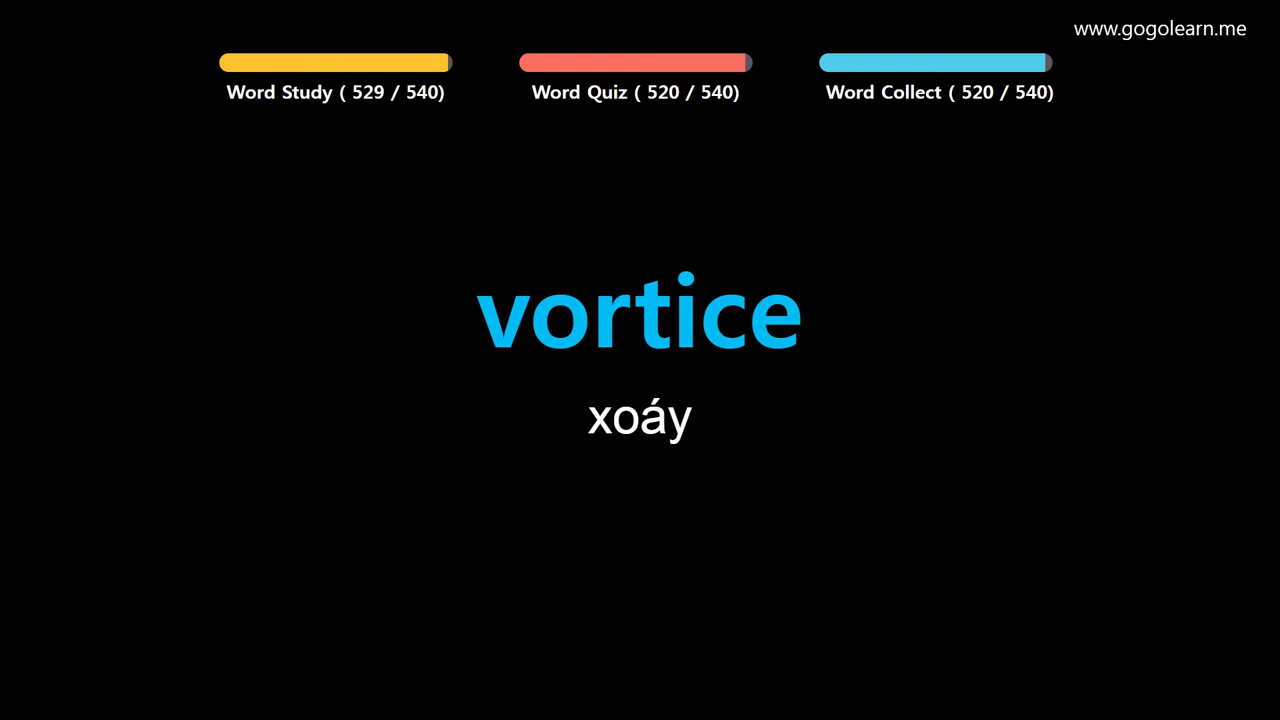 www.gogolearn.me
Word Study ( 529 / 540)
Word Quiz ( 520 / 540)
Word Collect ( 520 / 540)
vortice
xoáy